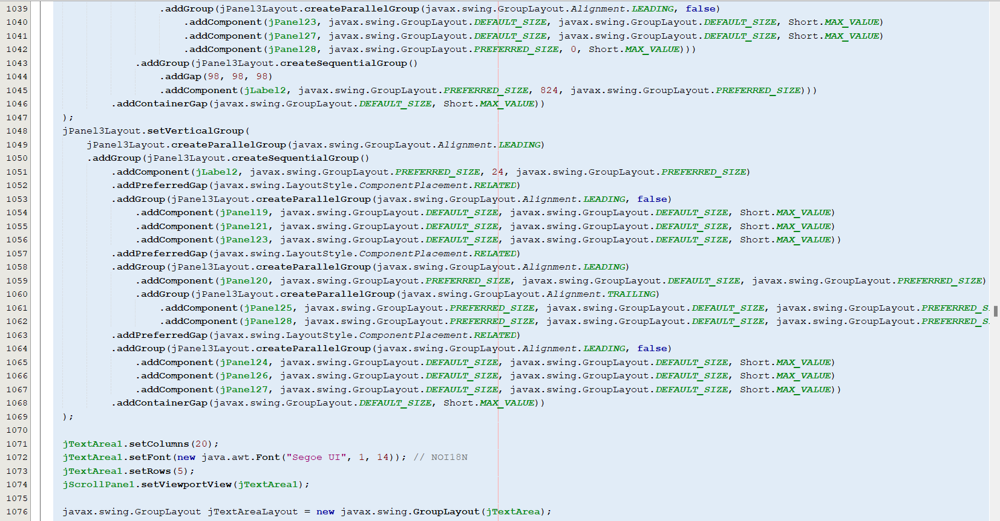 1039 .addGroup(jPanel3Layout.createParallelGroup(javax.swing.GroupLayout.Alignment.LEADING, false)
1040 .addComponent(jPanel23, javax.swing.GroupLayout.DEFAULT_SIZE, javax.swing.GroupLayout.DEFAULT_SIZE, Short.MAX_VALUE)
1041 .addComponent(jPanel27, javax.swing.GroupLayout.DEFAULT_SIZE, javax.swing.GroupLayout.DEFAULT_SIZE, Short.MAX_VALUE)
1042 .addComponent(jPanel28, javax.swing.GroupLayout.PREFERRED_SIZE, 0, Short.MAX_VALUE)))
1043 .addGroup(jPanel3Layout.createSequentialGroup()
1044 .addGap(98, 98, 98)
1045 .addComponent(jLabel2, javax.swing.GroupLayout.PREFERRED_SIZE, 824, javax.swing.GroupLayout.PREFERRED_SIZE)))
1046 .addContainerGap(javax.swing.GroupLayout.DEFAULT_SIZE, Short.MAX_VALUE))
1047 );
1048 jPanel3Layout.setVerticalGroup(
1049 jPanel3Layout.createParallelGroup(javax.swing.GroupLayout.Alignment.LEADING)
1050 .addGroup(jPanel3Layout.createSequentialGroup()
1051 .addComponent(jLabel2, javax.swing.GroupLayout.PREFERRED_SIZE, 24, javax.swing.GroupLayout.PREFERRED_SIZE)
1052 .addPreferredGap(javax.swing.LayoutStyle.ComponentPlacement.RELATED)
1053 .addGroup(jPanel3Layout.createParallelGroup(javax.swing.GroupLayout.Alignment.LEADING, false)
1054 .addComponent(jPanel19, javax.swing.GroupLayout.DEFAULT_SIZE, javax.swing.GroupLayout.DEFAULT_SIZE, Short.MAX_VALUE)
1055 .addComponent(jPanel21, javax.swing.GroupLayout.DEFAULT_SIZE, javax.swing.GroupLayout.DEFAULT_SIZE, Short.MAX_VALUE)
1056 .addComponent(jPanel23, javax.swing.GroupLayout.DEFAULT_SIZE, javax.swing.GroupLayout.DEFAULT_SIZE, Short.MAX_VALUE))
1057 .addPreferredGap(javax.swing.LayoutStyle.ComponentPlacement.RELATED)
1058 .addGroup(jPanel3Layout.createParallelGroup(javax.swing.GroupLayout.Alignment.LEADING)
1059 .addComponent(jPanel20, javax.swing.GroupLayout.PREFERRED_SIZE, javax.swing.GroupLayout.DEFAULT_SIZE, javax.swing.GroupLayout.PREFERRED_SIZE)
1060 .addGroup(jPanel3Layout.createParallelGroup(javax.swing.GroupLayout.Alignment.TRAILING)
1061 .addComponent(jPanel25, javax.swing.GroupLayout.PREFERRED_SIZE, javax.swing.GroupLayout.DEFAULT_SIZE, javax.swing.GroupLayout.PREFERRED_S
1062 .addComponent(jPanel28, javax.swing.GroupLayout.PREFERRED_SIZE, javax.swing.GroupLayout.DEFAULT_SIZE, javax.swing.GroupLayout.PREFERRED_S
1063 .addPreferredGap(javax.swing.LayoutStyle.ComponentPlacement.RELATED)
1064 .addGroup(jPanel3Layout.createParallelGroup(javax.swing.GroupLayout.Alignment.LEADING, false)
1065 .addComponent(jPanel24, javax.swing.GroupLayout.DEFAULT_SIZE, javax.swing.GroupLayout.DEFAULT_SIZE, Short.MAX_VALUE)
1066 .addComponent(jPanel26, javax.swing.GroupLayout.DEFAULT_SIZE, javax.swing.GroupLayout.DEFAULT_SIZE, Short.MAX_VALUE)
1067 .addComponent(jPanel27, javax.swing.GroupLayout.DEFAULT_SIZE, javax.swing.GroupLayout.DEFAULT_SIZE, Short.MAX_VALUE))
1068 .addContainerGap(javax.swing.GroupLayout.DEFAULT_SIZE, Short.MAX_VALUE))
1069 );
1070
1071 jTextArea1.setColumns(20);
1072 jTextArea1.setFont(new java.awt.Font("Segoe UI", 1, 14)); // NOI18N
1073 jTextArea1.setRows(5);
1074 jScrollPane1.setViewportView(jTextArea1);
1075
1076 javax.swing.GroupLayout jTextAreaLayout = new javax.swing.GroupLayout(jTextArea);